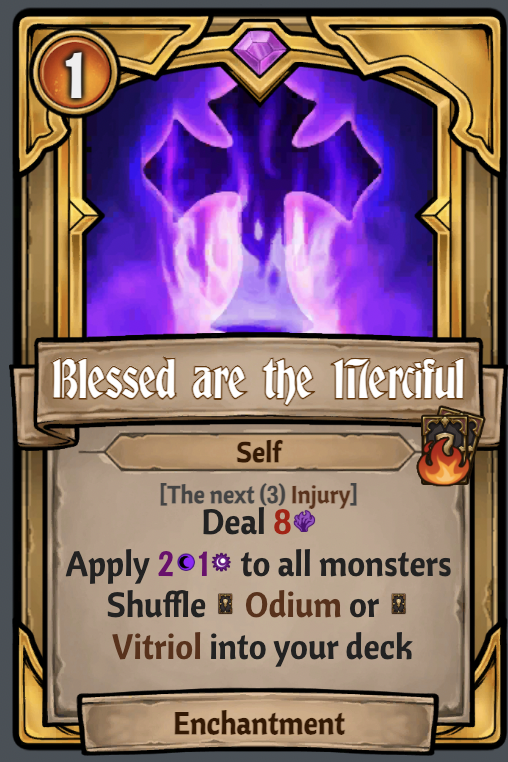 1
Blessed are the Merciful
Self
[The next (3) Injury]
Deal 8
Apply 2 1 to all monsters
Shuffle Odium or
Vitriol into your deck
Enchantment